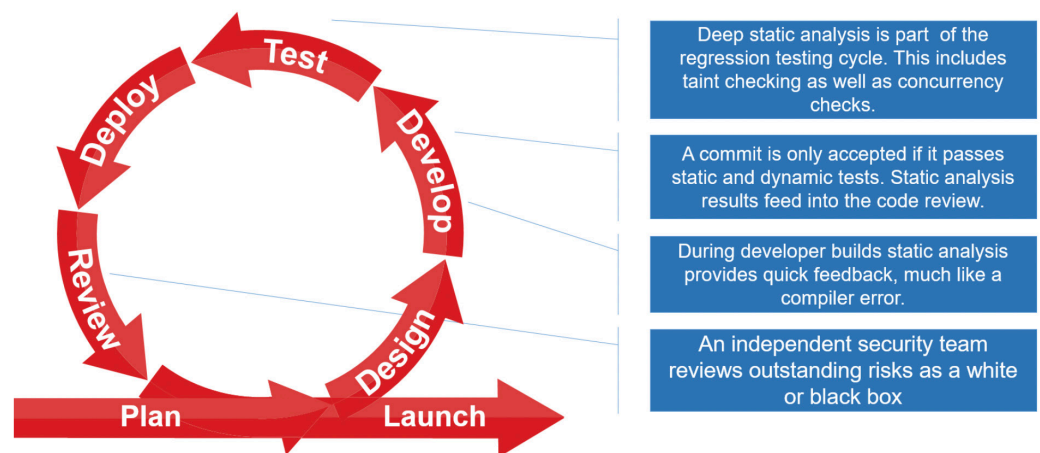 Test
Deploy
Develop
Review
Design
Plan
Launch
Deep static analysis is part of the
regression testing cycle. This includes
taint checking as well as concurrency
checks.
A commit is only accepted if it passes
static and dynamic tests. Static analysis
results feed into the code review.
During developer builds static analysis
provides quick feedback, much like a
compiler error.
An independent security team
reviews outstanding risks as a white
or black box